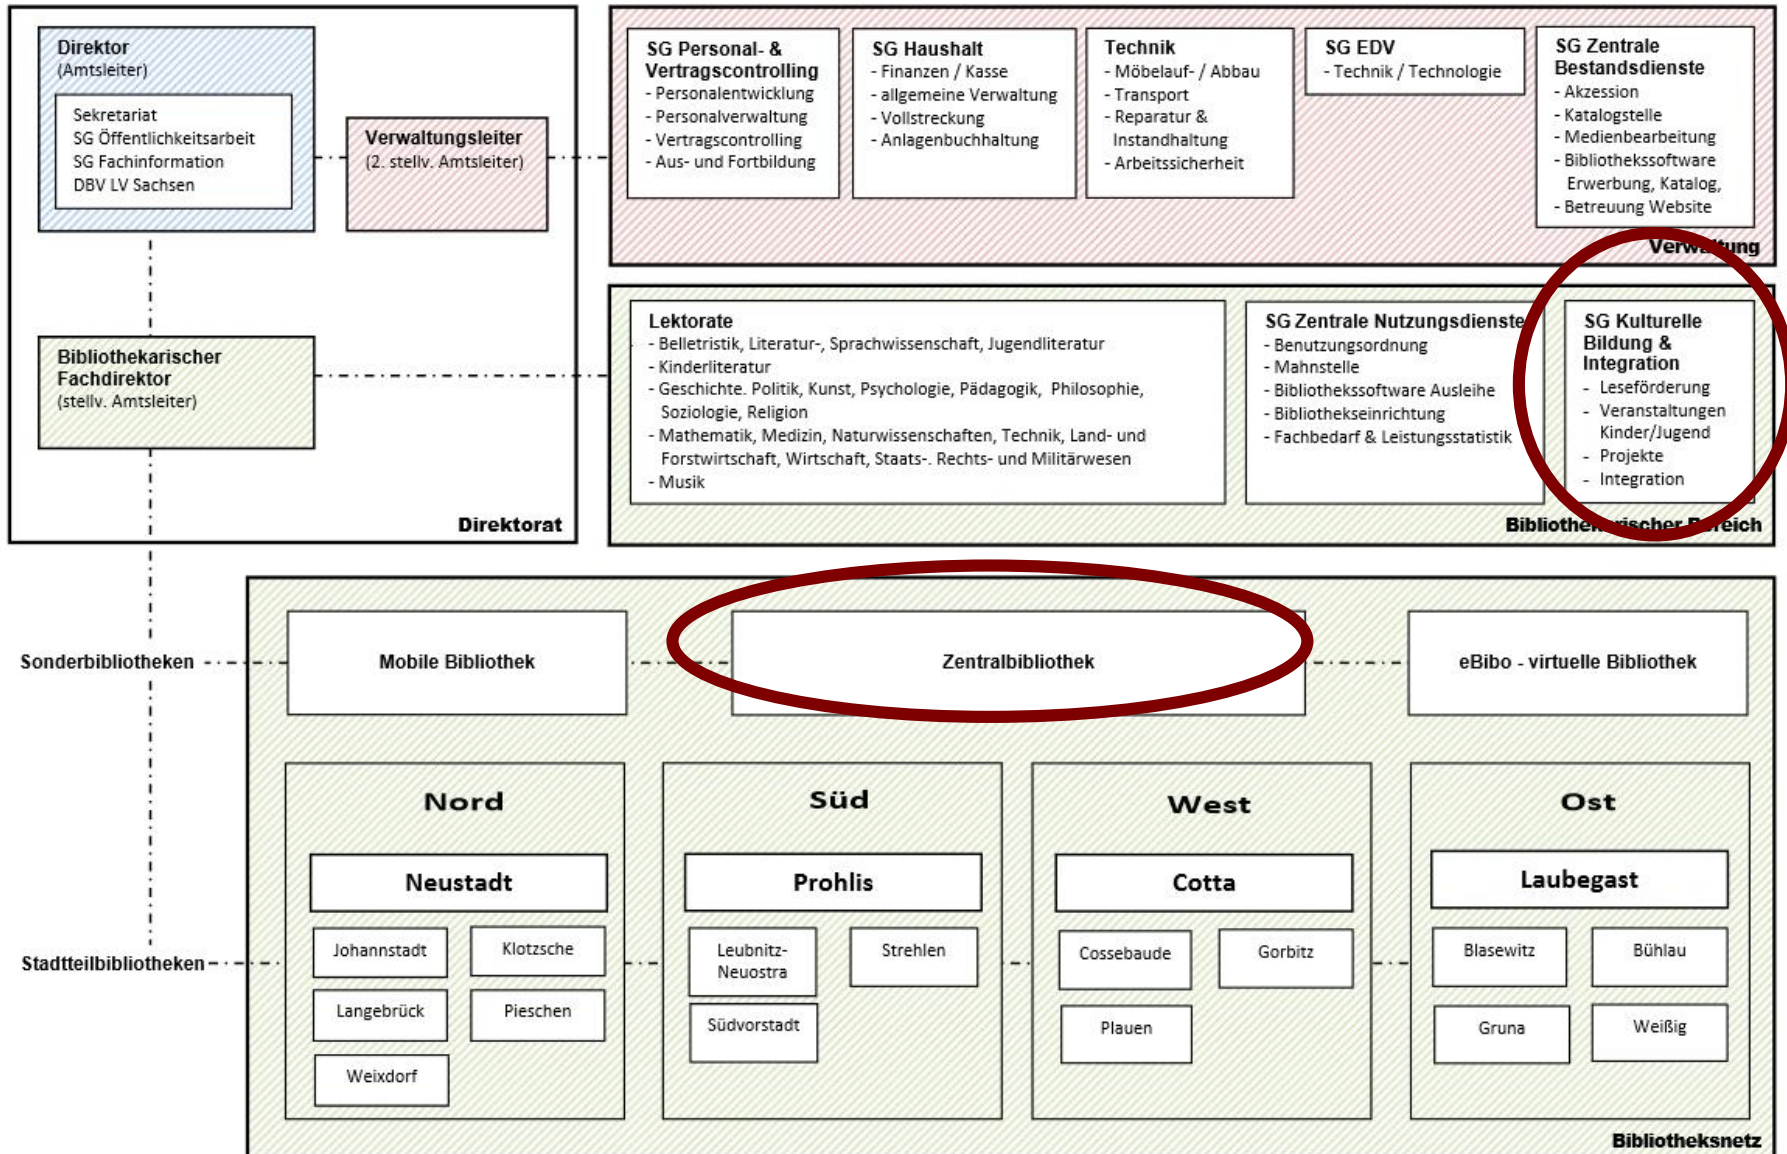 Direktor
(Amtsleiter)
Sekretariat
SG Öffentlichkeitsarbeit
SG Fachinformation
DBV LV Sachsen
Verwaltungsleiter
(2. stellv. Amtsleiter)
Bibliothekarischer
Fachdirektor
(stellv. Amtsleiter)
Direktorat
SG Personal- &
Vertragscontrolling
- Personalentwicklung
- Personalverwaltung
- Vertragscontrolling
- Aus- und Fortbildung
SG Haushalt
- Finanzen / Kasse
- allgemeine Verwaltung
- Vollstreckung
- Anlagenbuchhaltung
Technik
- Möbelauf- / Abbau
- Transport
- Reparatur &
Instandhaltung
- Arbeitssicherheit
SG EDV
- Technik / Technologie
SG Zentrale
Bestandsdienste
- Akzession
- Katalogstelle
- Medienbearbeitung
- Bibliothekssoftware
Erwerbung, Katalog,
- Betreuung Website
Verwaltung
Lektorate
- Belletristik, Literatur-, Sprachwissenschaft, Jugendliteratur
- Kinderliteratur
- Geschichte. Politik, Kunst, Psychologie, Pädagogik, Philosophie,
Soziologie, Religion
- Mathematik, Medizin, Naturwissenschaften, Technik, Land- und
Forstwirtschaft, Wirtschaft, Staats-. Rechts- und Militärwesen
- Musik
SG Zentrale Nutzungsdienste
- Benutzungsordnung
- Mahnstelle
- Bibliothekssoftware Ausleihe
- Bibliothekseinrichtung
- Fachbedarf & Leistungsstatistik
SG Kulturelle
Bildung &
Integration
- Leseförderung
- Veranstaltungen
Kinder/Jugend
- Projekte
- Integration
Bibliothekarischer Bereich
Sonderbibliotheken
Mobile Bibliothek
Zentralbibliothek
eBibo - virtuelle Bibliothek
Stadtteilbibliotheken
Nord
Neustadt
Johannstadt
Klotzsche
Langebrück
Pieschen
Weixdorf
Süd
Prohlis
Leubnitz-
Neuostra
Strehlen
Südvorstadt
West
Cotta
Cossebaude
Gorbitz
Plauen
Ost
Laubegast
Blasewitz
Bühlau
Gruna
Weißig
Bibliotheksnetz